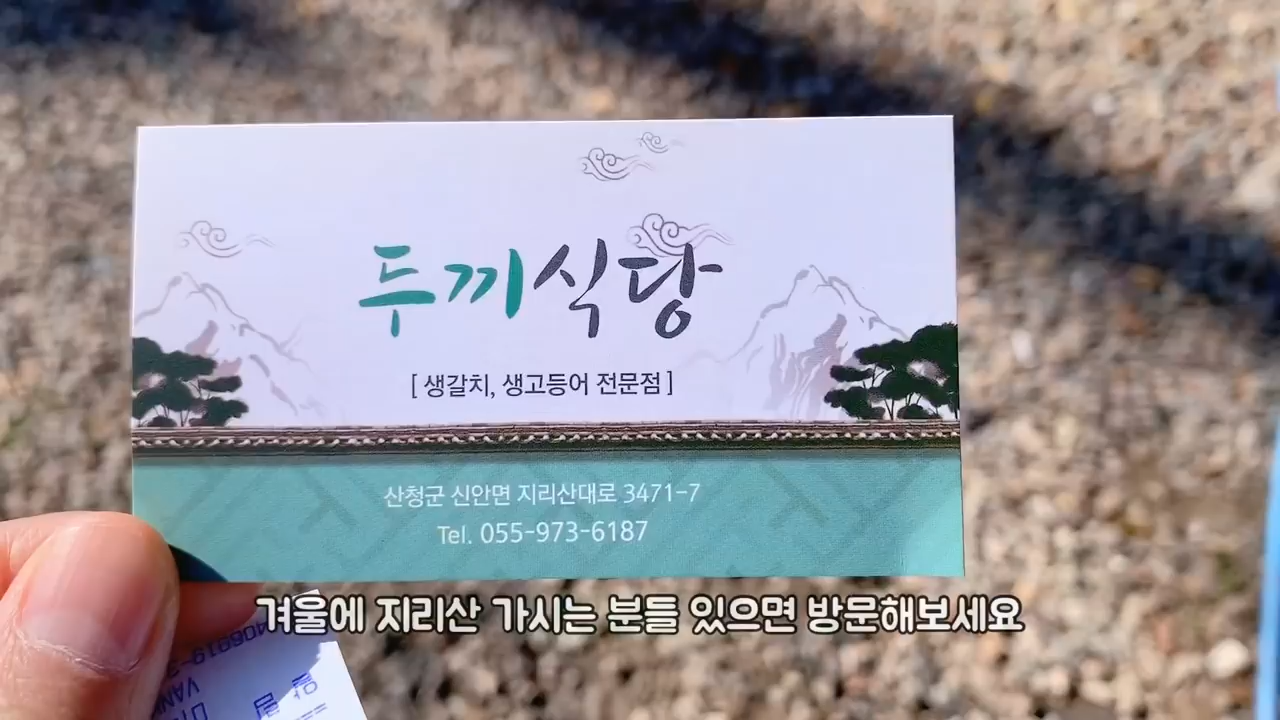 두끼식당
[ 생갈치, 생고등어 전문점 ]
산청군 신안면 지리산대로 3471-7
Tel. 055-973-6187
겨울에 지리산 가시는 분들 있으면 방문해보세요